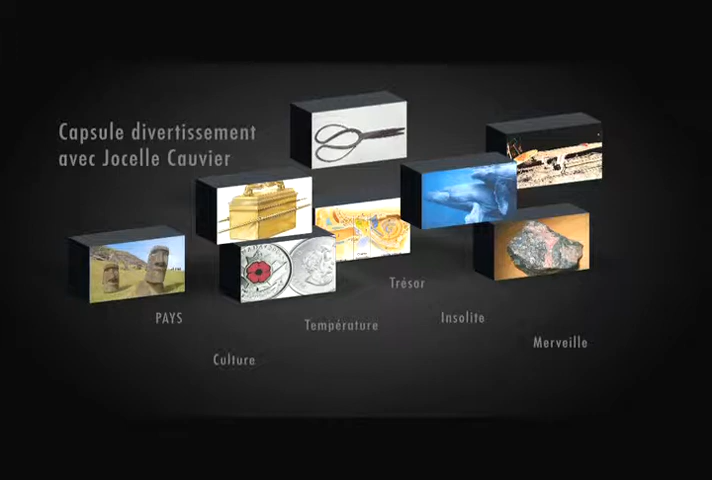 Capsule divertissement
avec Jocelle Cauvier
Trésor
PAYS
Température
Insolite
Merveille
Culture